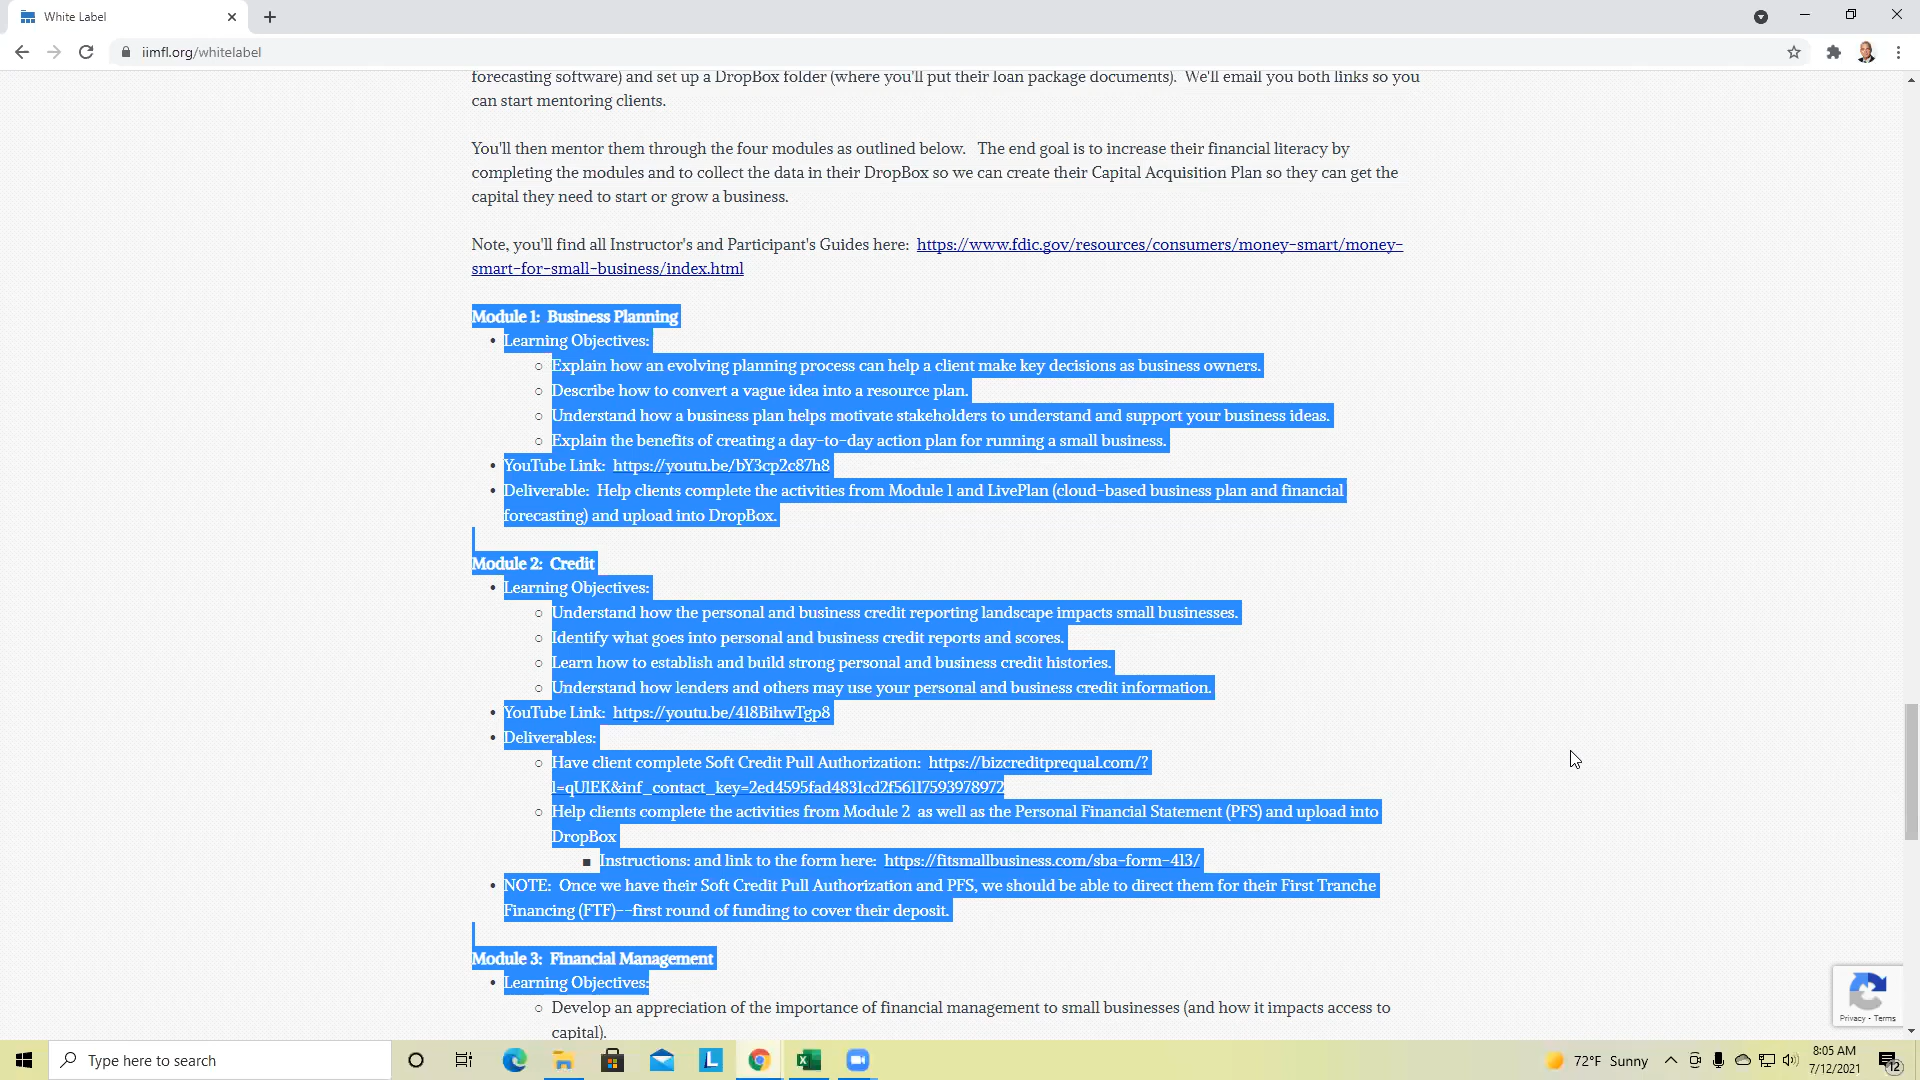 White Label
iimfl.org/whitelabel
forecasting software) and set up a DropBox folder (where you'll put their loan package documents).  We'll email you both links so you
can start mentoring clients.
You'll then mentor them through the four modules as outlined below.   The end goal is to increase their financial literacy by
completing the modules and to collect the data in their DropBox so we can create their Capital Acquisition Plan so they can get the
capital they need to start or grow a business.
Note, you'll find all Instructor's and Participant's Guides here:  https://www.fdic.gov/resources/consumers/money-smart/money-
smart-for-small-business/index.html
Module 1:  Business Planning
• Learning Objectives:
○ Explain how an evolving planning process can help a client make key decisions as business owners.
○ Describe how to convert a vague idea into a resource plan.
○ Understand how a business plan helps motivate stakeholders to understand and support your business ideas.
○ Explain the benefits of creating a day-to-day action plan for running a small business.
• YouTube Link:  https://youtu.be/bY3cp2c87h8
• Deliverable:  Help clients complete the activities from Module 1 and LivePlan (cloud-based business plan and financial
forecasting) and upload into DropBox.
Module 2:  Credit
• Learning Objectives:
○ Understand how the personal and business credit reporting landscape impacts small businesses.
○ Identify what goes into personal and business credit reports and scores.
○ Learn how to establish and build strong personal and business credit histories.
○ Understand how lenders and others may use your personal and business credit information.
• YouTube Link:  https://youtu.be/4l8BihwTgp8
• Deliverables:
○ Have client complete Soft Credit Pull Authorization:  https://bizcreditprequal.com/?
l=qUlEK&inf_contact_key=2ed4595fad4831cd2f56117593978972
○ Help clients complete the activities from Module 2  as well as the Personal Financial Statement (PFS) and upload into
DropBox
■ Instructions: and link to the form here:  https://fitsmallbusiness.com/sba-form-413/
• NOTE:  Once we have their Soft Credit Pull Authorization and PFS, we should be able to direct them for their First Tranche
Financing (FTF)--first round of funding to cover their deposit.
Module 3:  Financial Management
• Learning Objectives:
○ Develop an appreciation of the importance of financial management to small businesses (and how it impacts access to
capital).
Privacy - Terms
Type here to search
72°F  Sunny
8:05 AM
7/12/2021
12